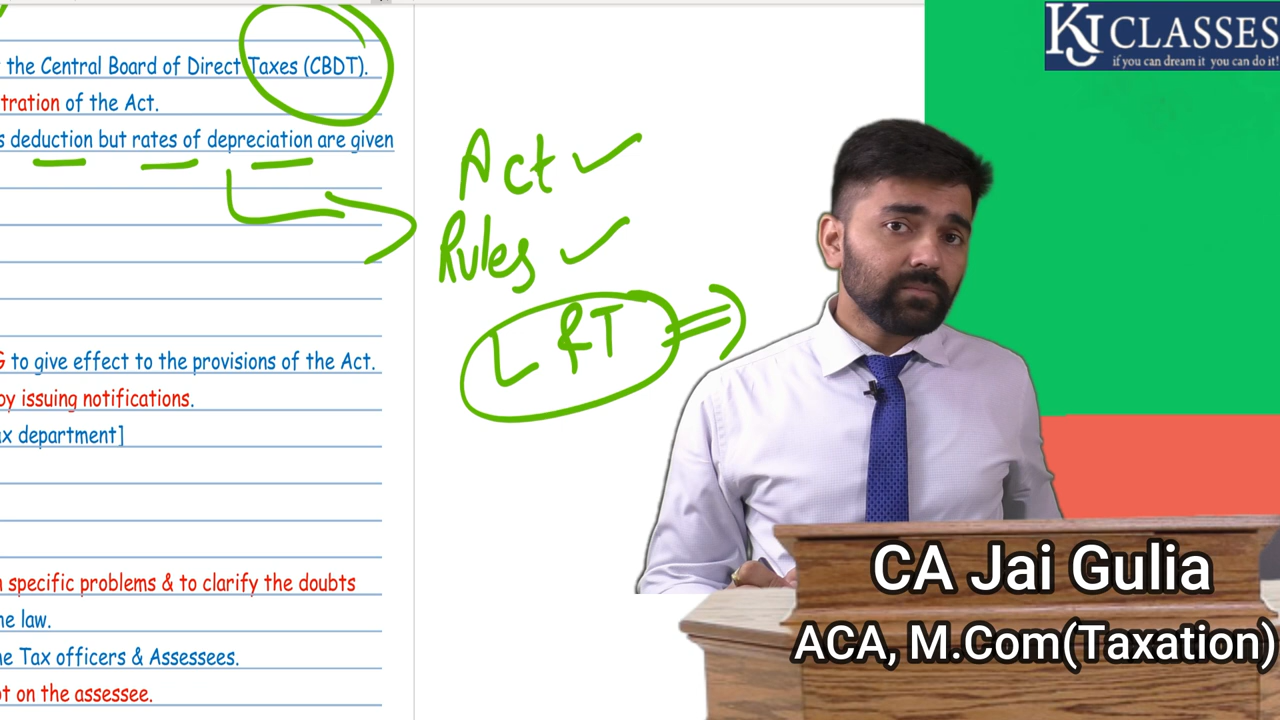 the Central Board of Direct Taxes (CBDT).
tration of the Act.
s deduction but rates of depreciation are given
to give effect to the provisions of the Act.
by issuing notifications.
ax department]
specific problems & to clarify the doubts
he law.
he Tax officers & Assessees.
ot on the assessee.
Act
Rules
RT
KJ CLASSES
if you can dream it you can do it!
CA Jai Gulia
ACA, M.Com(Taxation)